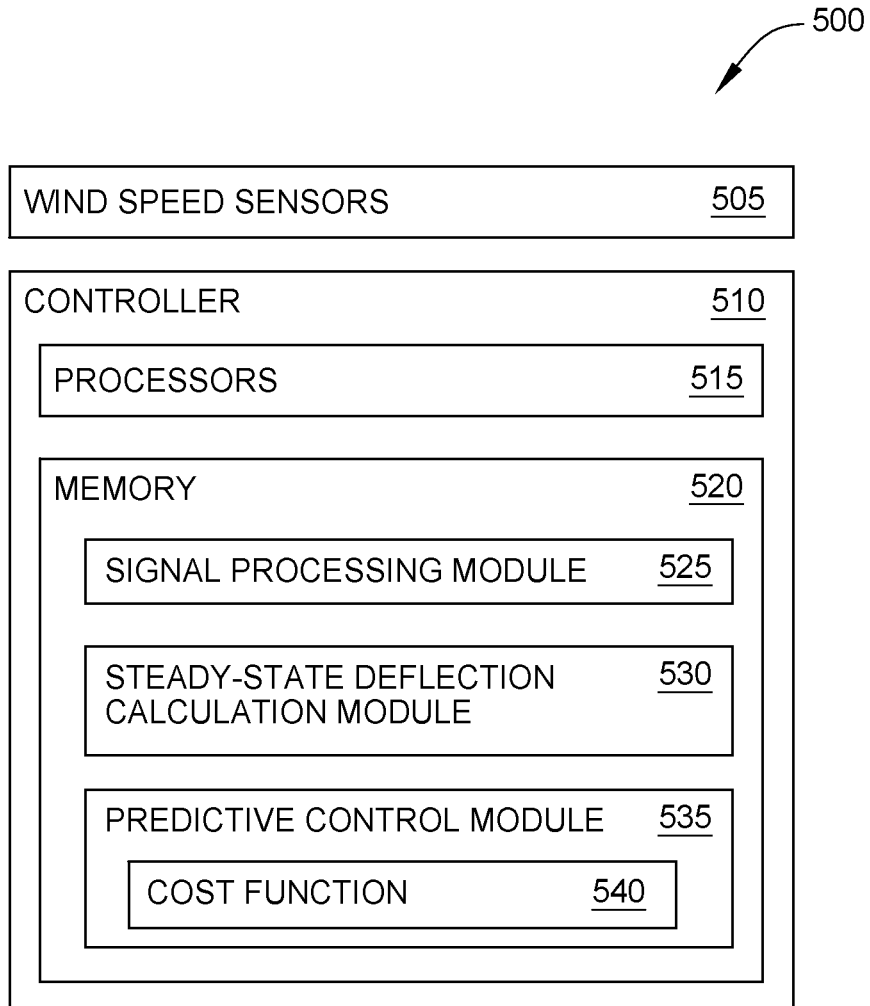 500
WIND SPEED SENSORS 505
CONTROLLER 510
PROCESSORS 515
MEMORY 520
SIGNAL PROCESSING MODULE 525
STEADY-STATE DEFLECTION 530
CALCULATION MODULE
PREDICTIVE CONTROL MODULE 535
COST FUNCTION 540